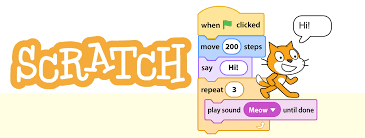 SCRATCH
when clicked
move 200 steps
say Hi!
repeat 3
play sound Meow until done
Hi!